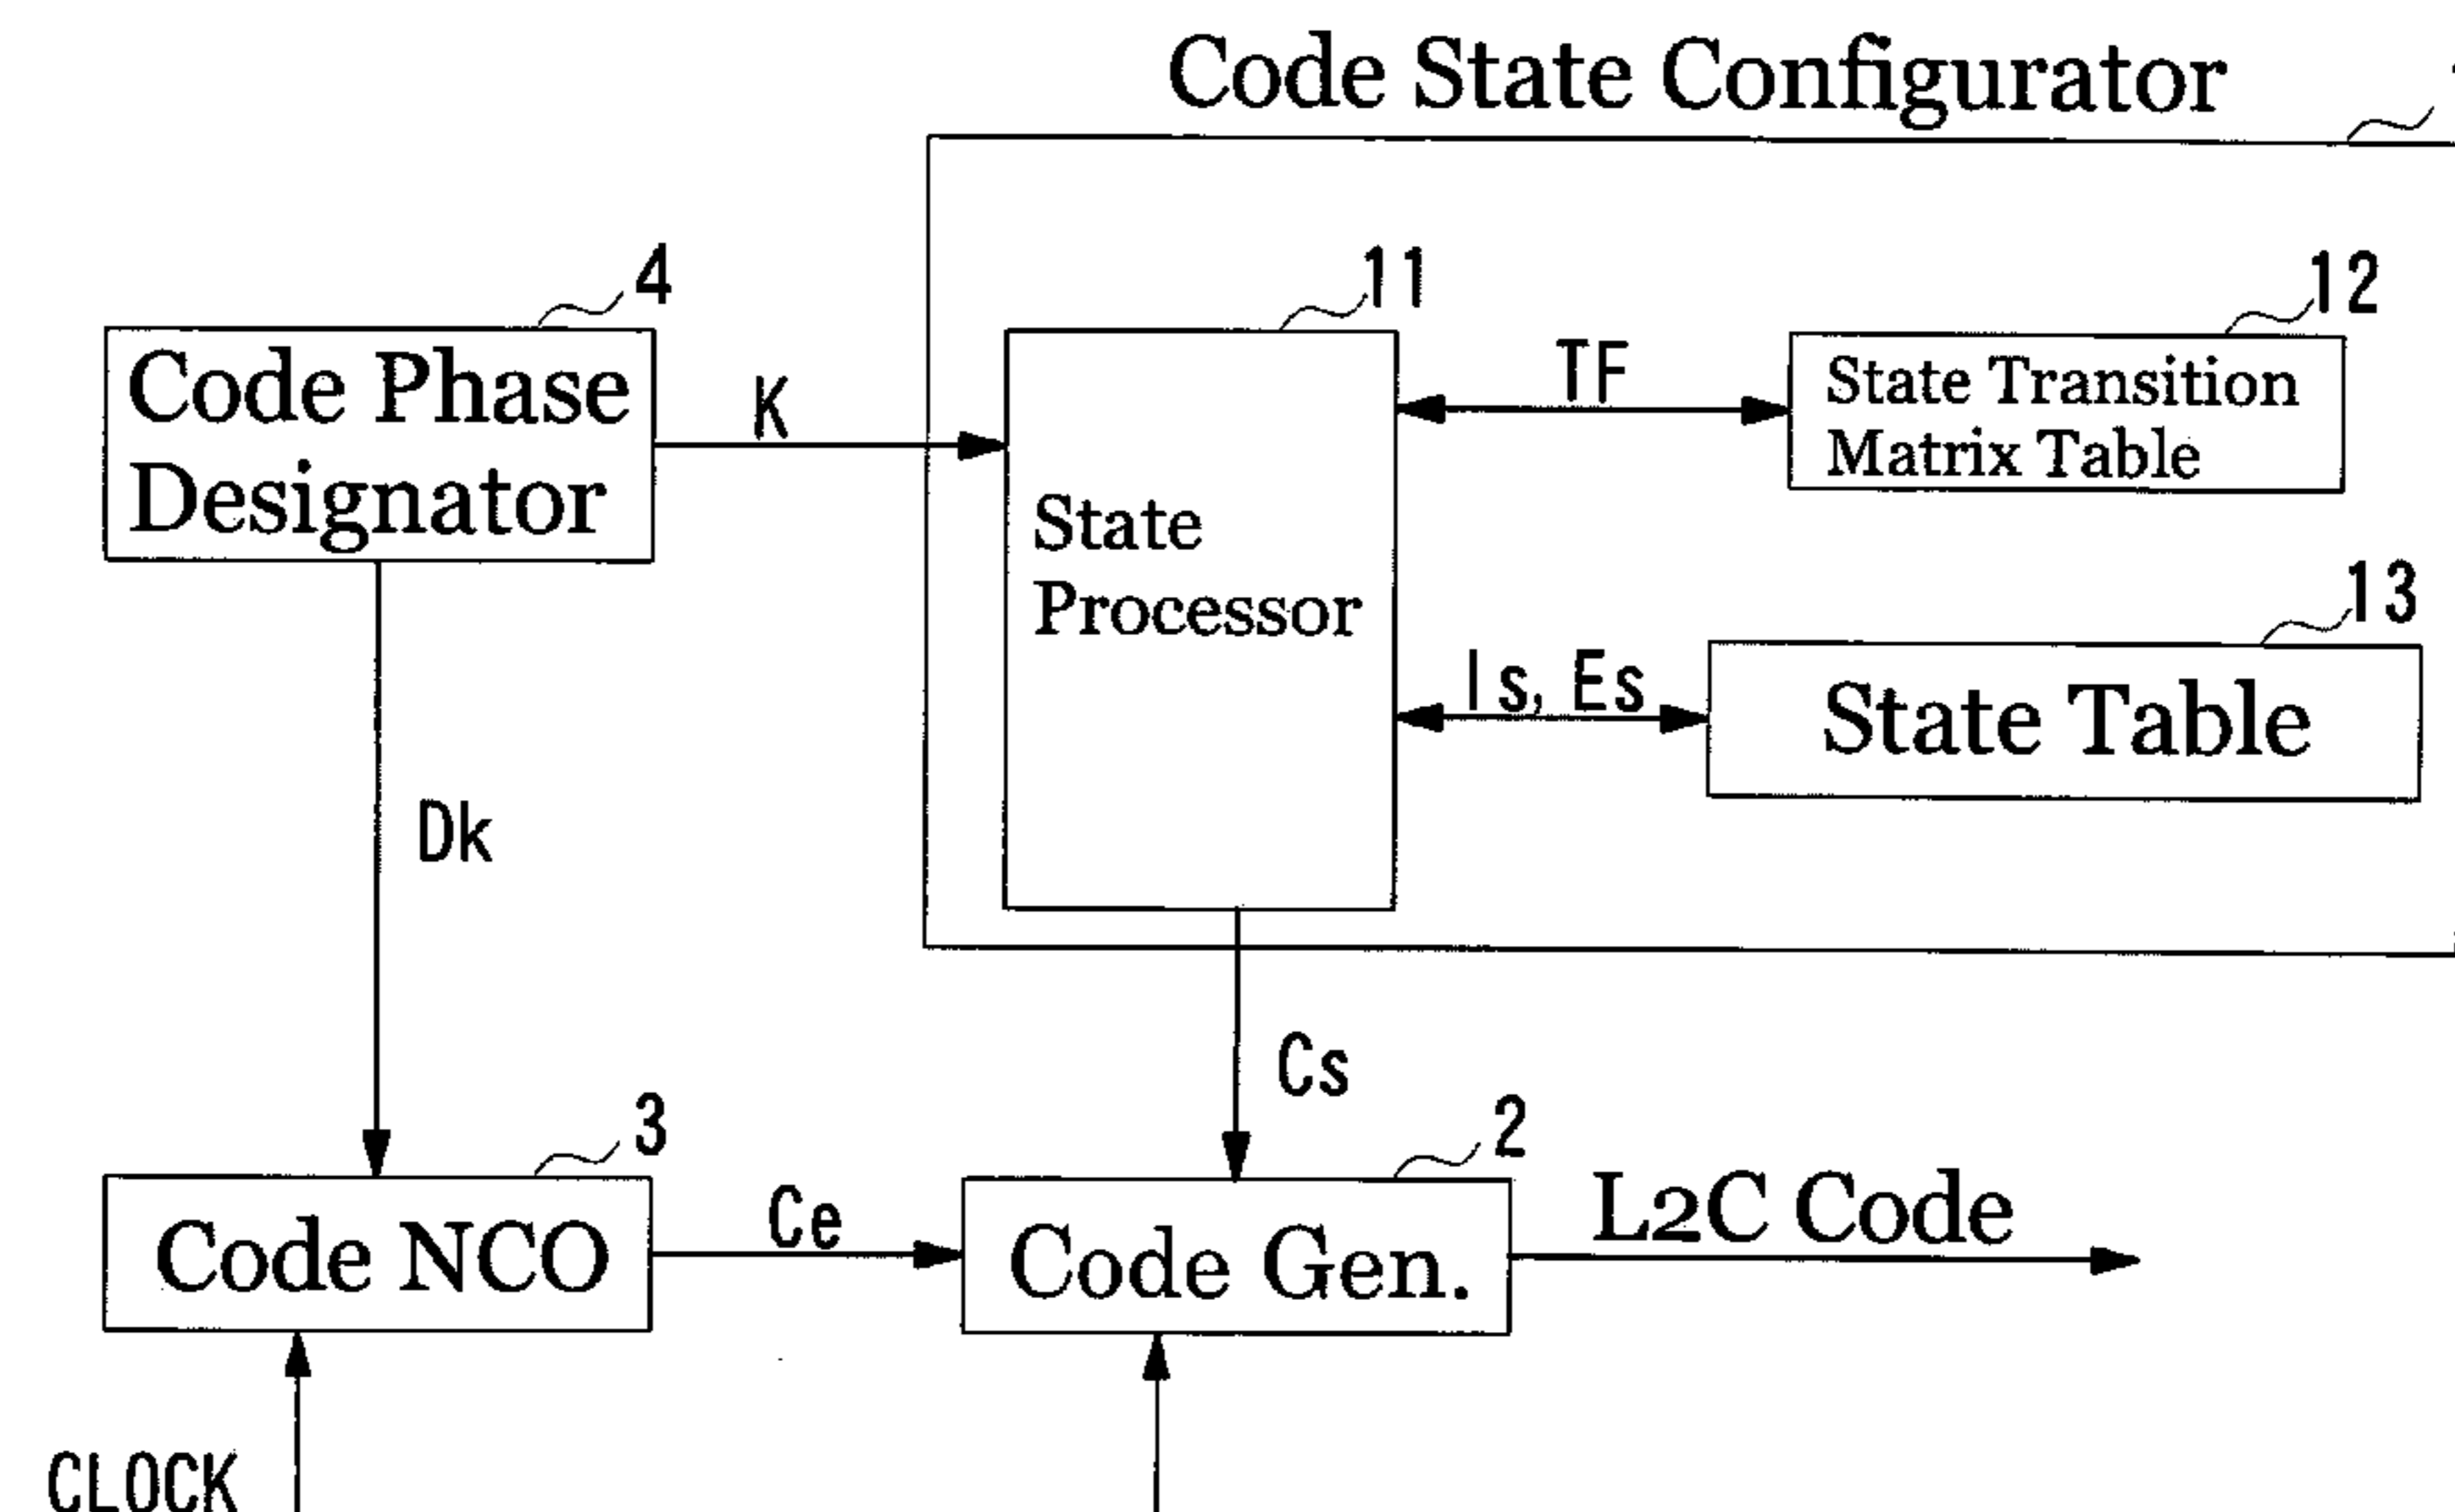 Code State Configurator
4
11
12
Code Phase
Designator
K
TF
State Transition
Matrix Table
State
Processor
13
Is, Es
State Table
Dk
Cs
3
2
Code NCO
Ce
Code Gen.
L2C Code
CLOCK